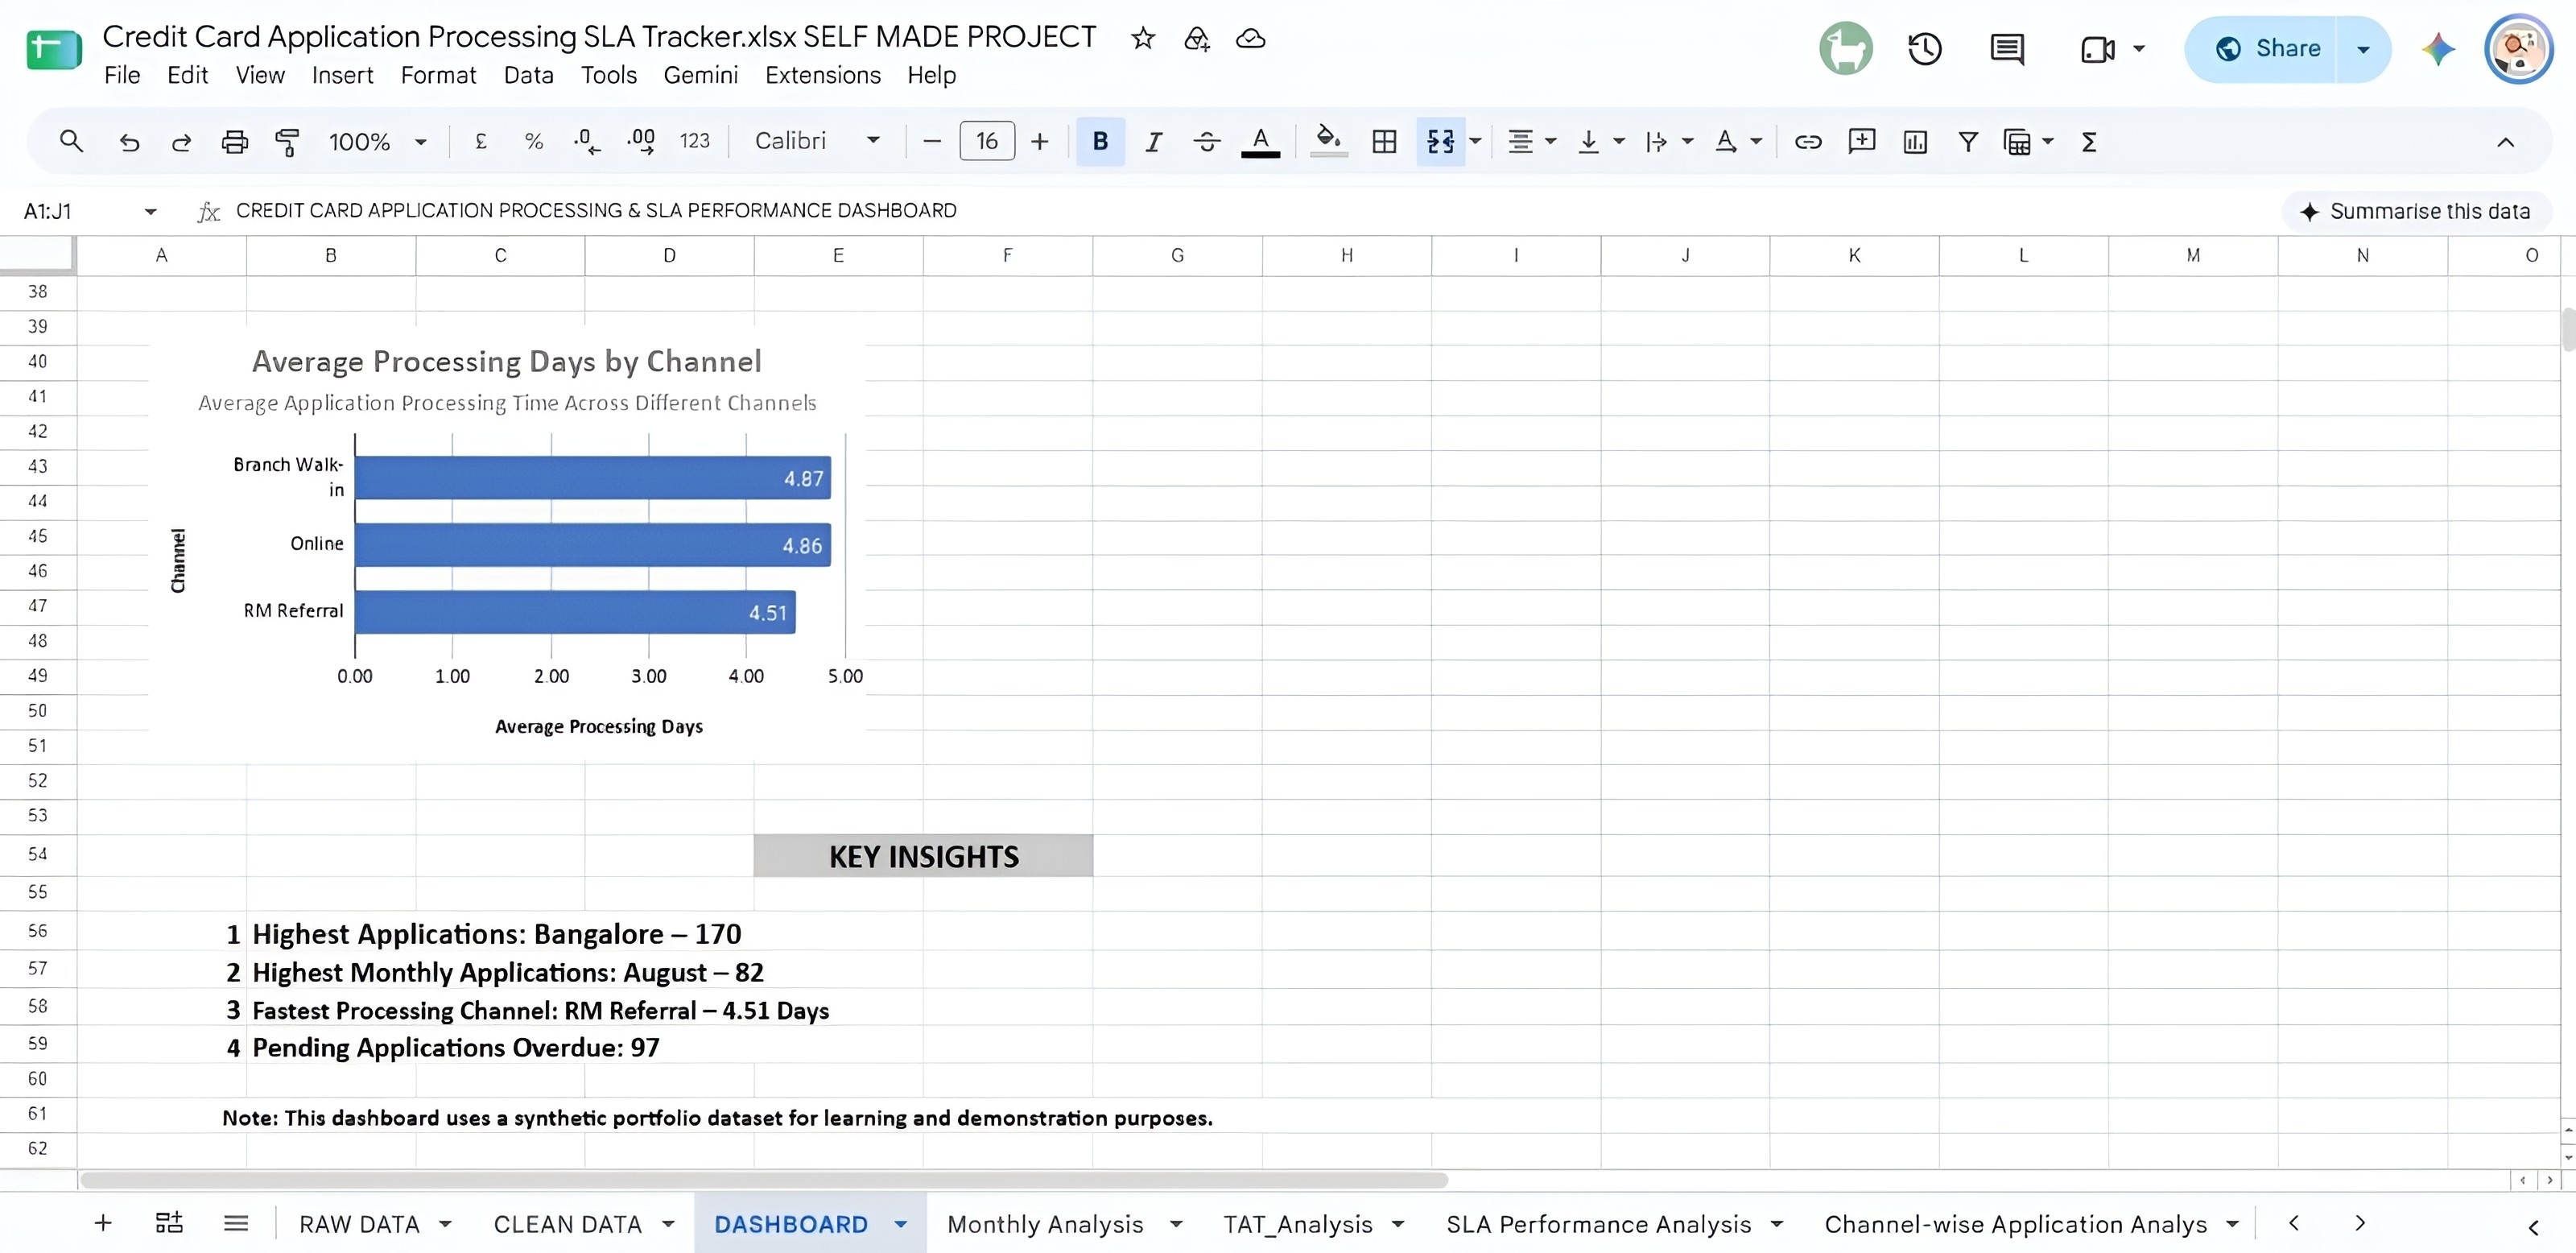 Credit Card Application Processing SLA Tracker.xlsx SELF MADE PROJECT
File Edit View Insert Format Data Tools Gemini Extensions Help
Share
100% £ % .0 .00 123 Calibri 16 B I A Σ
A1:J1 fx CREDIT CARD APPLICATION PROCESSING & SLA PERFORMANCE DASHBOARD
Summarise this data
A B C D E F G H I J K L M N O
38
39
40
41
42
43
44
45
46
47
48
49
50
51
52
53
54
55
56
57
58
59
60
61
62
Average Processing Days by Channel
Average Application Processing Time Across Different Channels
Channel
Branch Walk-
in
4.87
Online 4.86
RM Referral 4.51
0.00 1.00 2.00 3.00 4.00 5.00
Average Processing Days
KEY INSIGHTS
1 Highest Applications: Bangalore – 170
2 Highest Monthly Applications: August – 82
3 Fastest Processing Channel: RM Referral – 4.51 Days
4 Pending Applications Overdue: 97
Note: This dashboard uses a synthetic portfolio dataset for learning and demonstration purposes.
RAW DATA CLEAN DATA DASHBOARD Monthly Analysis TAT_Analysis SLA Performance Analysis Channel-wise Application Analys